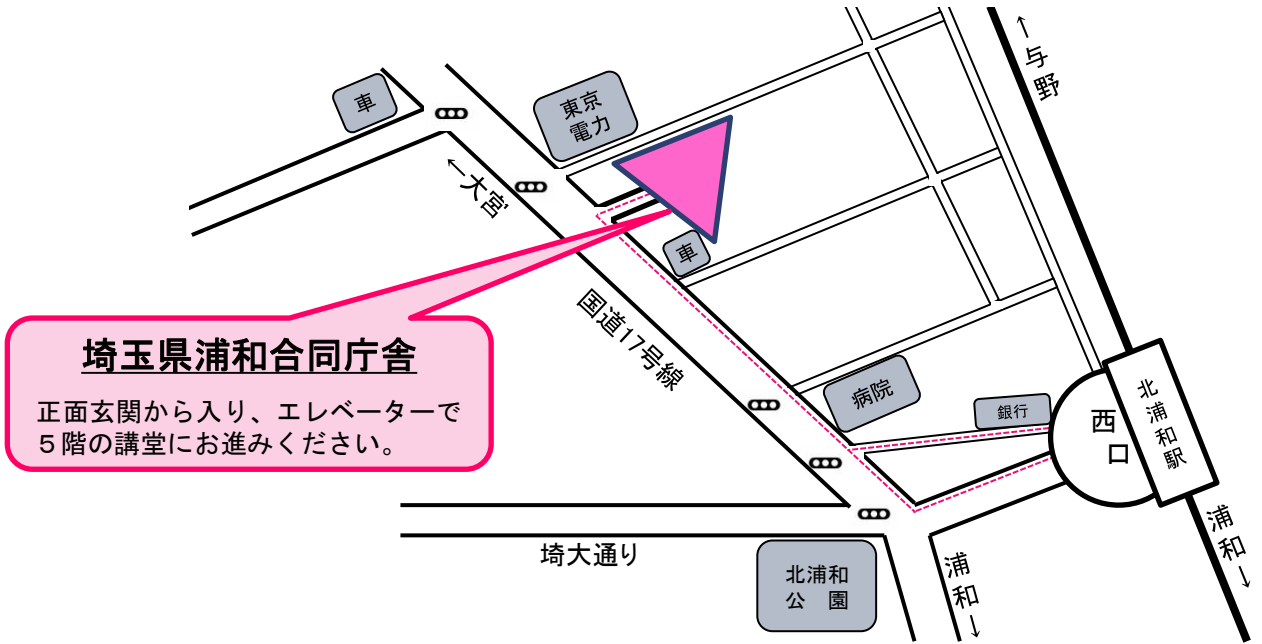 ↑与野
車
東京
電力
←大宮
車
国道17号線
埼玉県浦和合同庁舎
正面玄関から入り、エレベーターで
５階の講堂にお進みください。
病院
銀行
西口
北浦和駅
埼大通り
北浦和
公　園
浦和→
浦和→